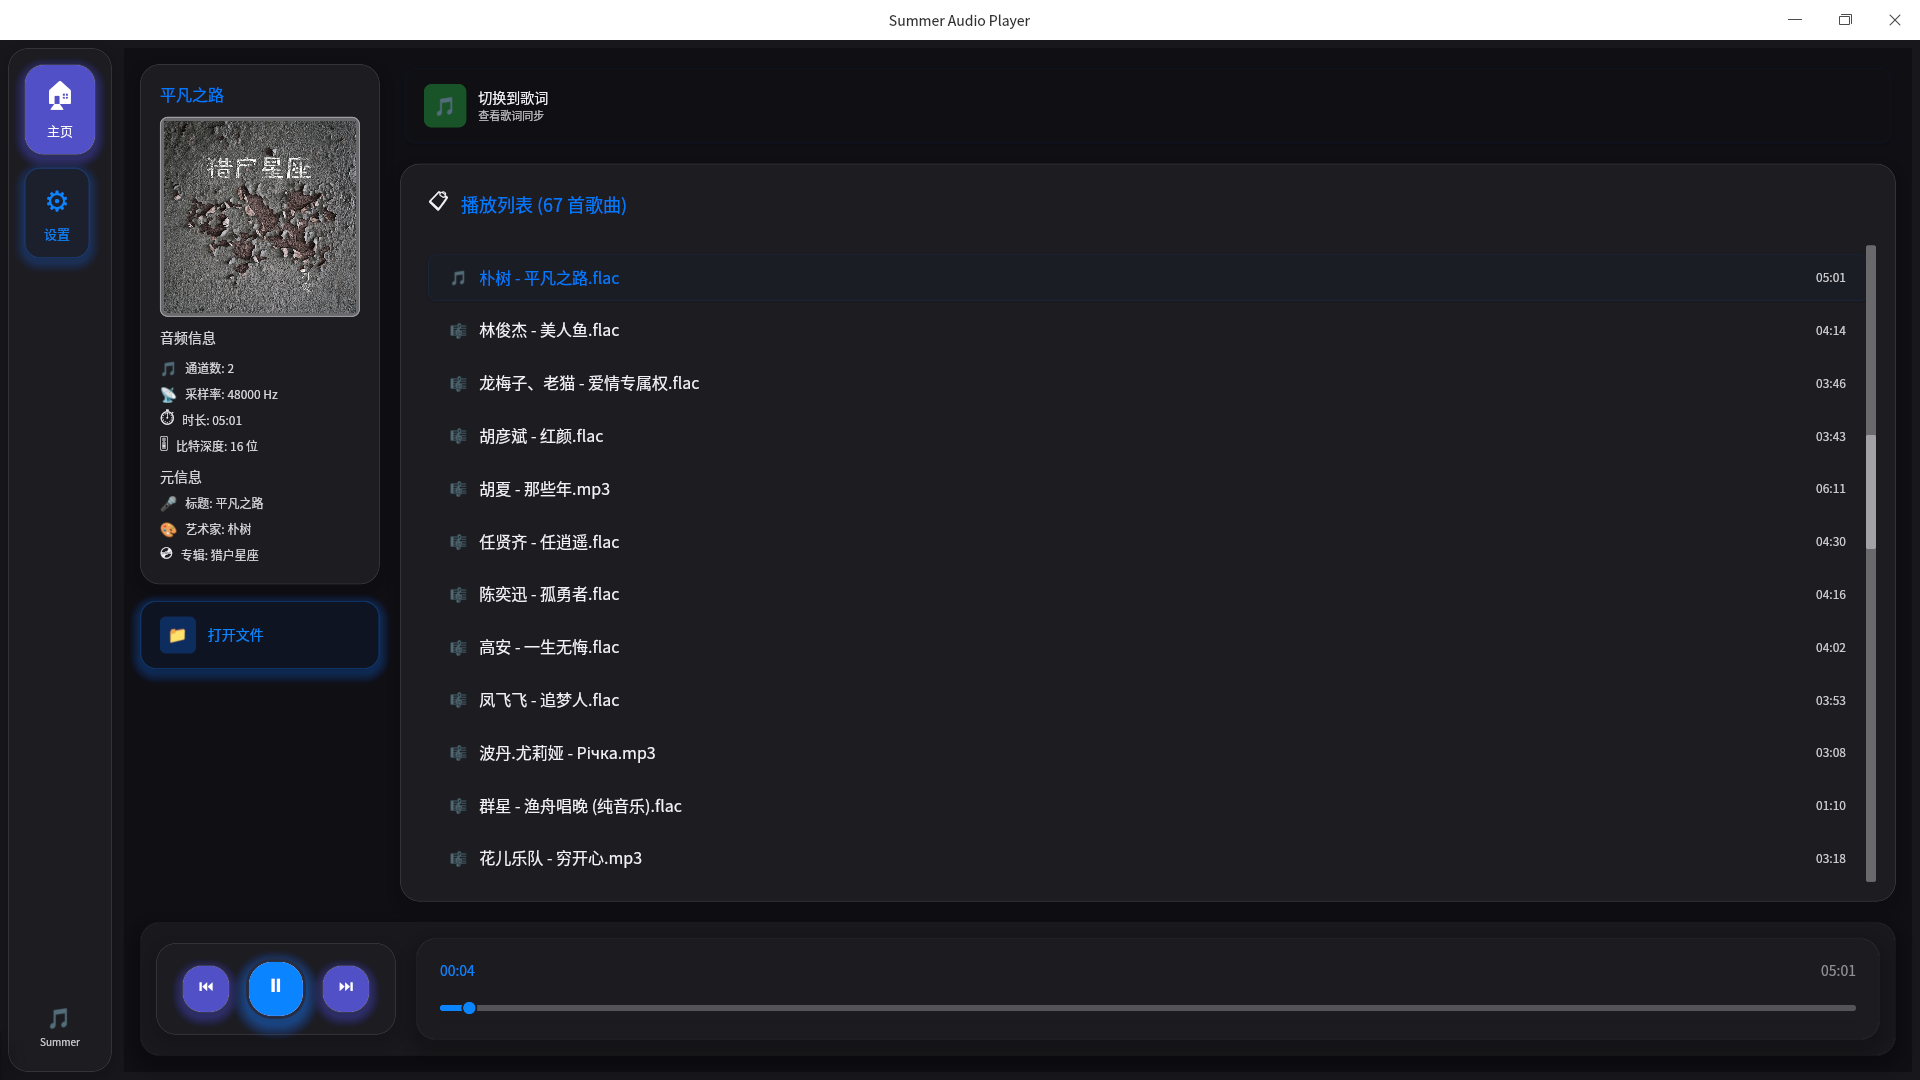 Summer Audio Player
主页
设置
Summer
平凡之路
猎户星座
音频信息
通道数: 2
采样率: 48000 Hz
时长: 05:01
比特深度: 16 位
元信息
标题: 平凡之路
艺术家: 朴树
专辑: 猎户星座
打开文件
切换到歌词
查看歌词同步
播放列表 (67 首歌曲)
朴树 - 平凡之路.flac 05:01
林俊杰 - 美人鱼.flac 04:14
龙梅子、老猫 - 爱情专属权.flac 03:46
胡彦斌 - 红颜.flac 03:43
胡夏 - 那些年.mp3 06:11
任贤齐 - 任逍遥.flac 04:30
陈奕迅 - 孤勇者.flac 04:16
高安 - 一生无悔.flac 04:02
凤飞飞 - 追梦人.flac 03:53
波丹.尤莉娅 - Річка.mp3 03:08
群星 - 渔舟唱晚 (纯音乐).flac 01:10
花儿乐队 - 穷开心.mp3 03:18
00:04 05:01